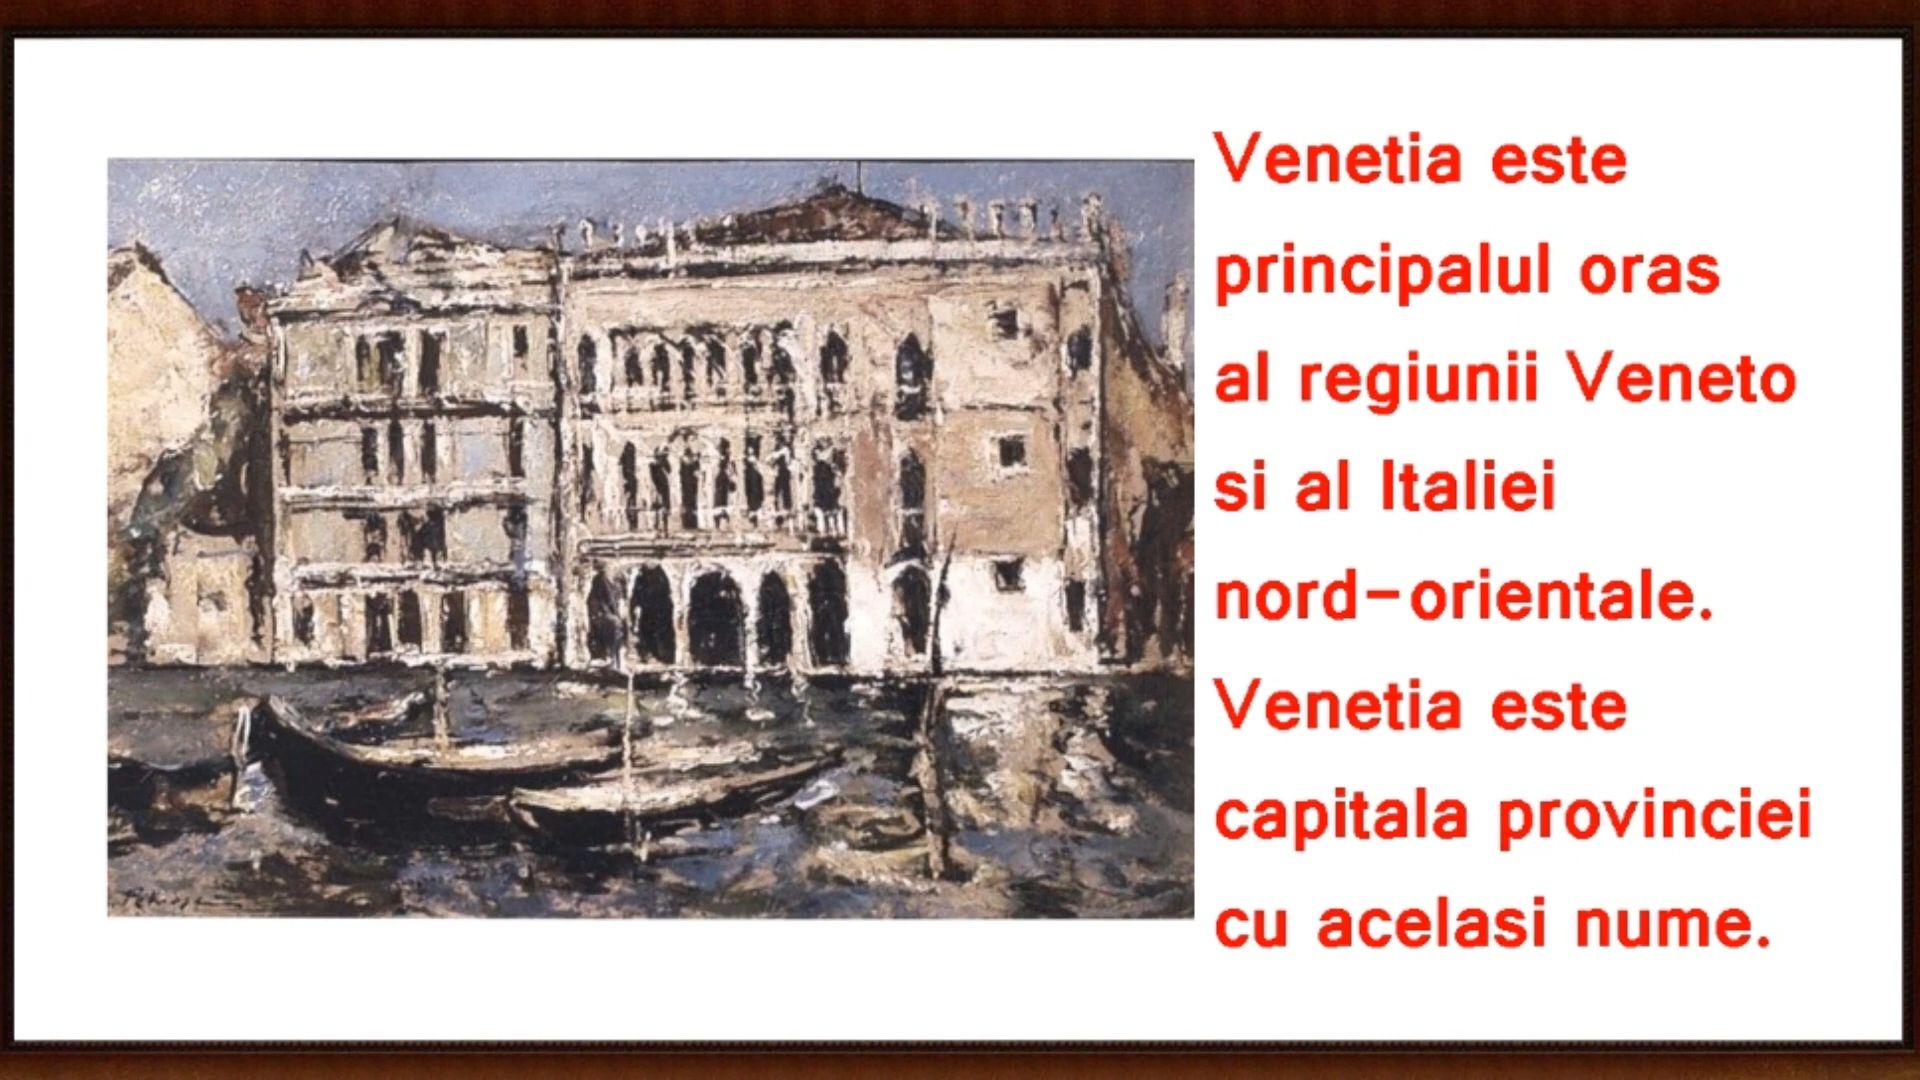 Venetia este
principalul oras
al regiunii Veneto
si al Italiei
nord-orientale.
Venetia este
capitala provinciei
cu acelasi nume.